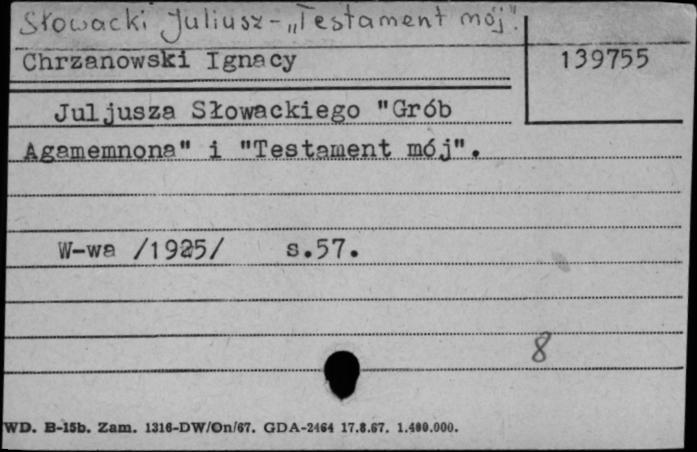 Słowacki Juliusz - „Testament mój".
Chrzanowski Ignacy
139755
Juljusza Słowackiego "Grób
Agamemnona" i "Testament mój".
W-wa /1925/ s.57.
8
WD. B-15b. Zam. 1316-DW/On/67. GDA-2464 17.8.67. 1.400.000.